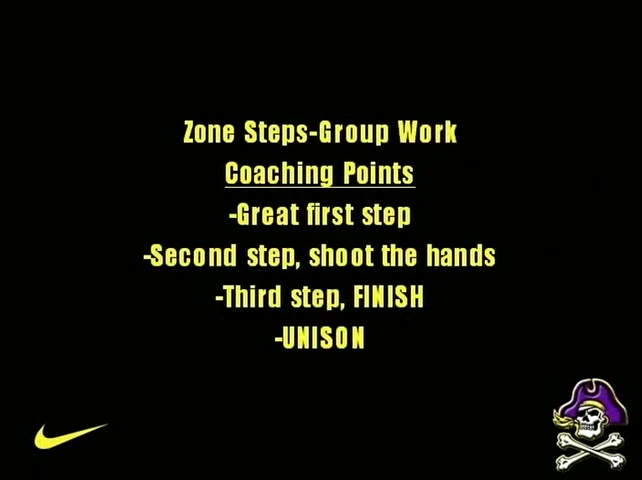 Zone Steps-Group Work
Coaching Points
-Great first step
-Second step, shoot the hands
-Third step, FINISH
-UNISON